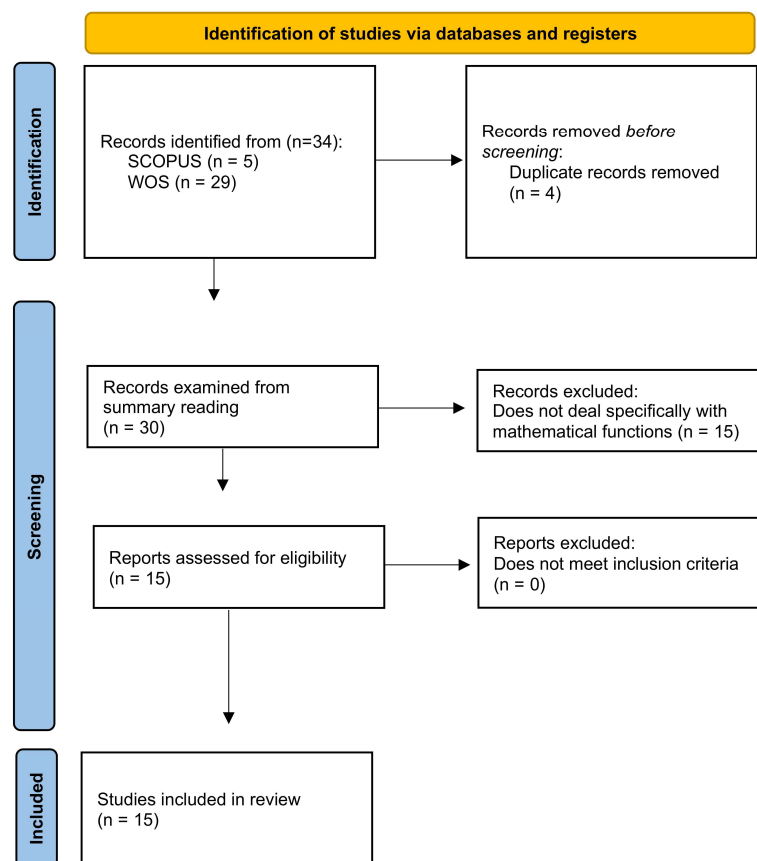 Identification of studies via databases and registers
Identification
Records identified from (n=34):
SCOPUS (n = 5)
WOS (n = 29)
Records removed before
screening:
Duplicate records removed
(n = 4)
Screening
Records examined from
summary reading
(n = 30)
Records excluded:
Does not deal specifically with
mathematical functions (n = 15)
Reports assessed for eligibility
(n = 15)
Reports excluded:
Does not meet inclusion criteria
(n = 0)
Included
Studies included in review
(n = 15)